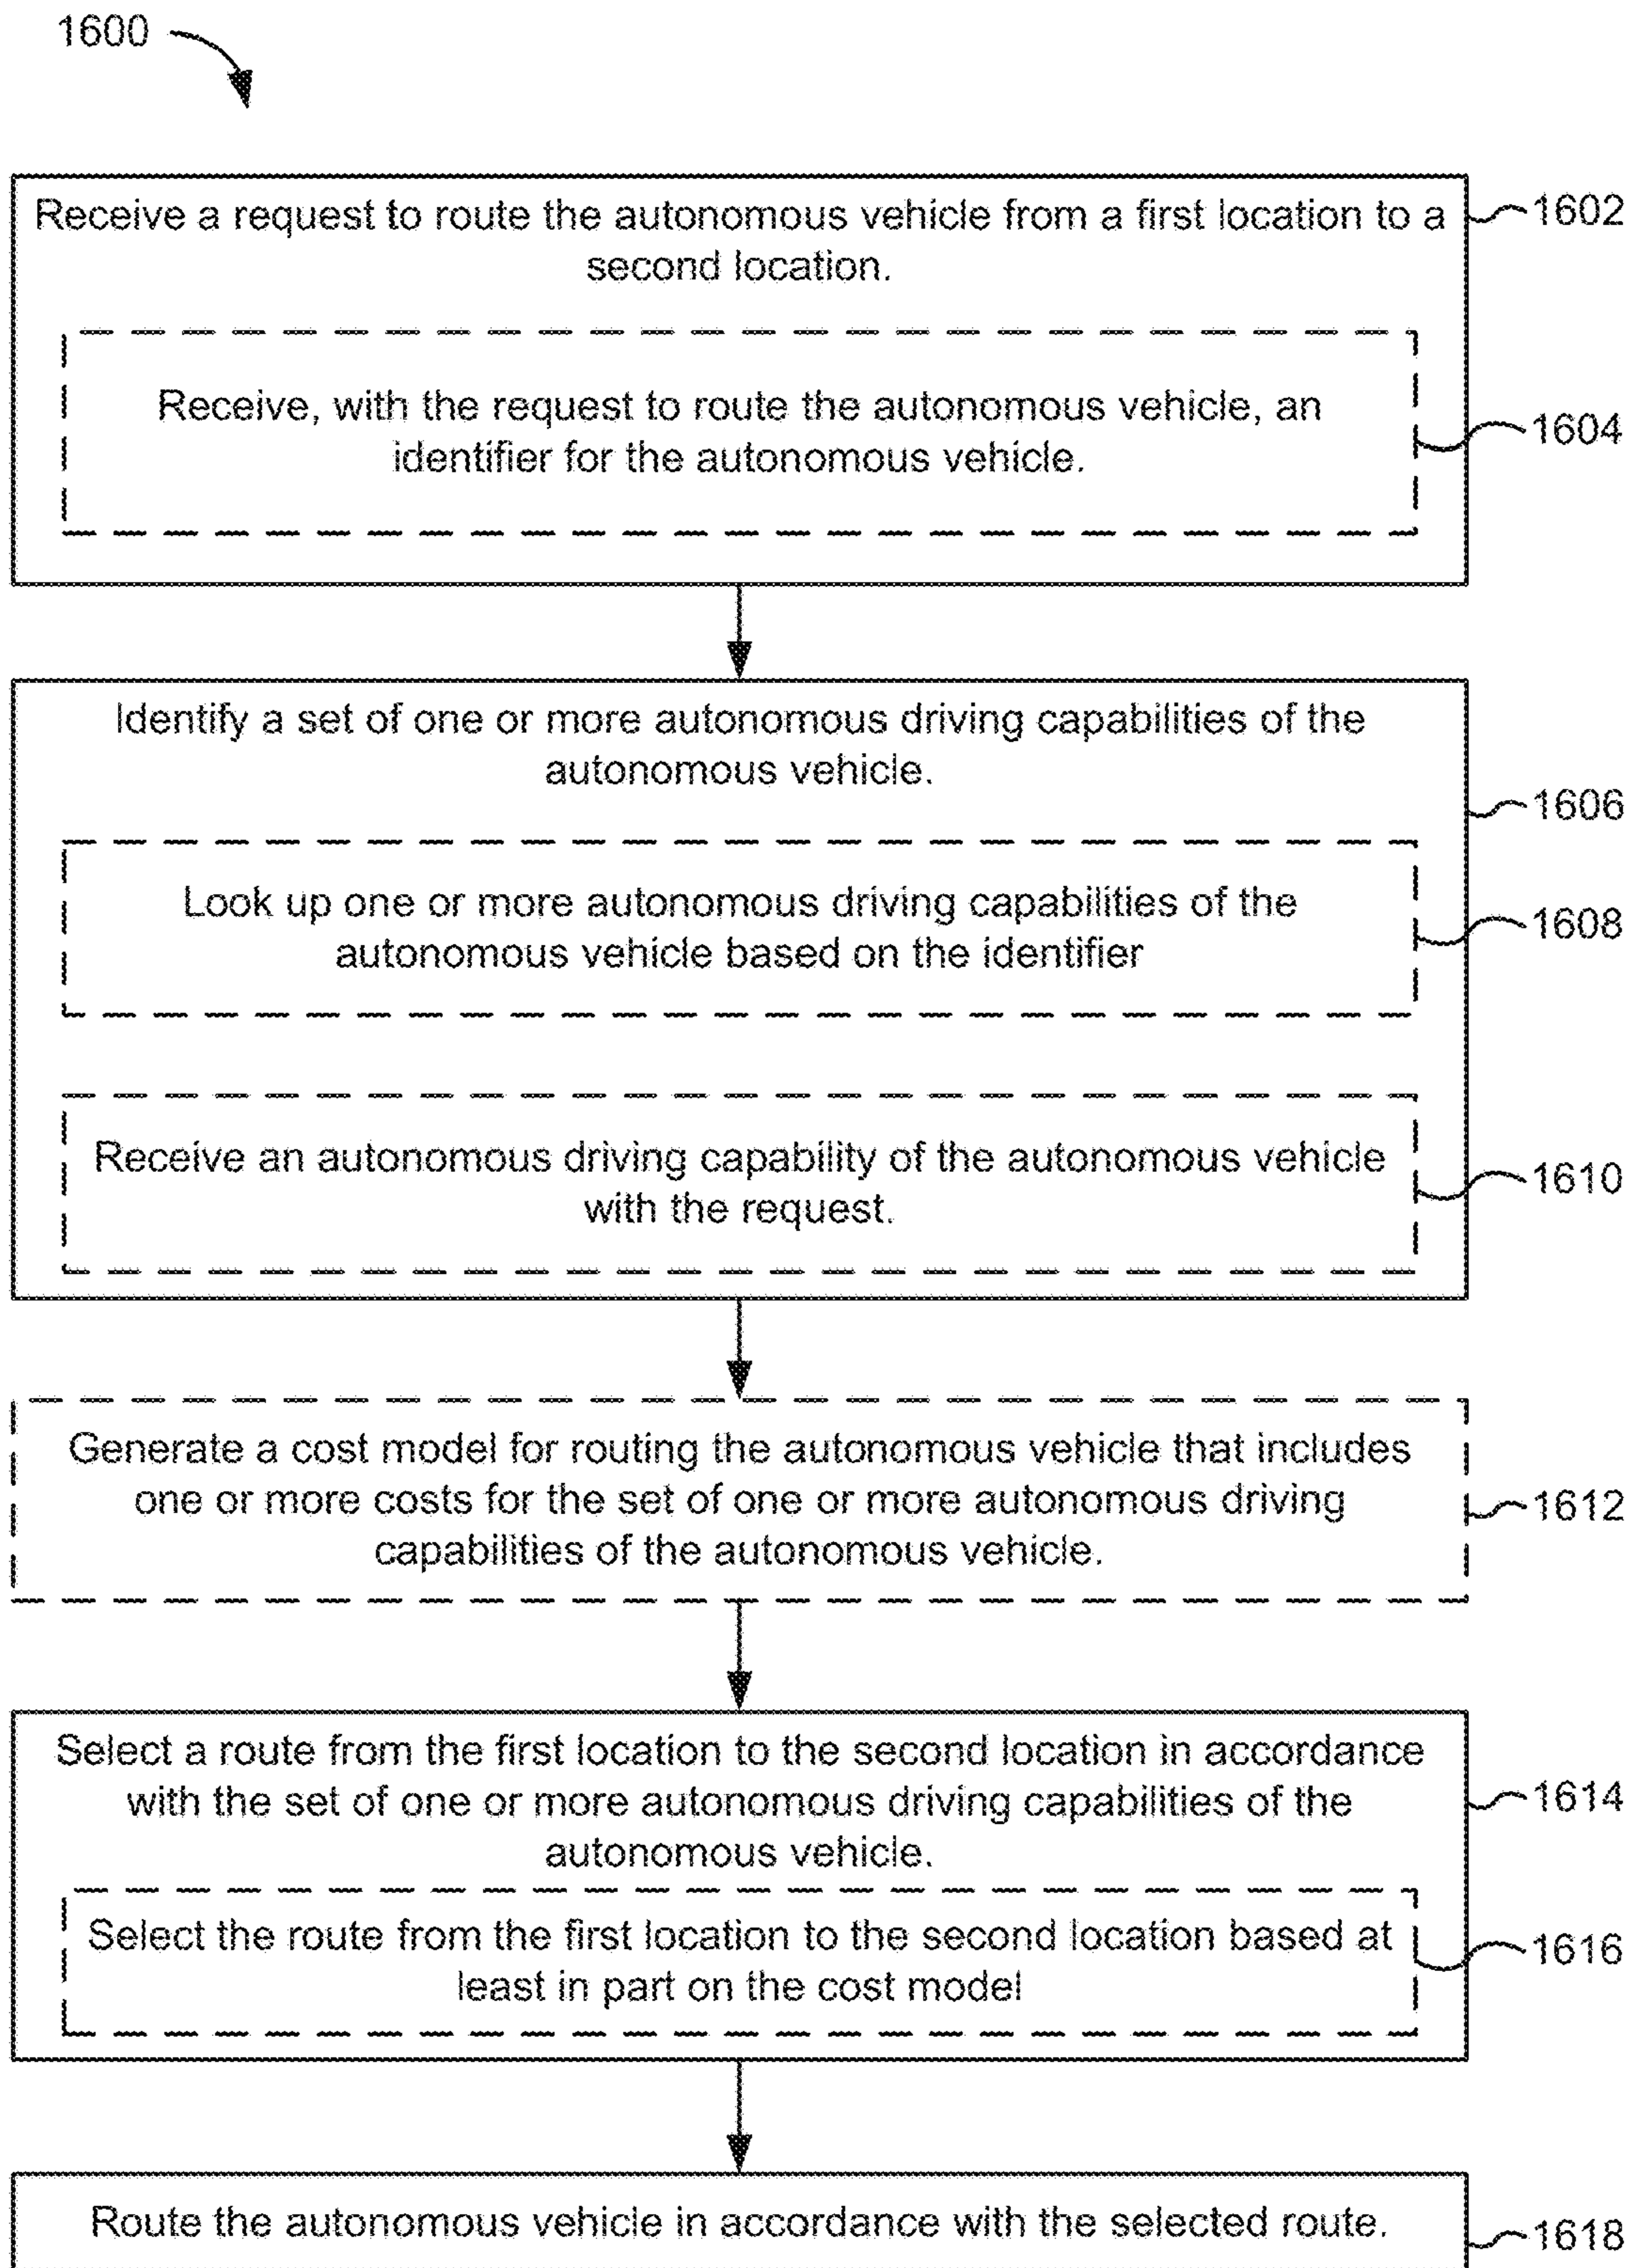 1600
Receive a request to route the autonomous vehicle from a first location to a
second location.
1602
Receive, with the request to route the autonomous vehicle, an
identifier for the autonomous vehicle.
1604
Identify a set of one or more autonomous driving capabilities of the
autonomous vehicle.
1606
Look up one or more autonomous driving capabilities of the
autonomous vehicle based on the identifier
1608
Receive an autonomous driving capability of the autonomous vehicle
with the request.
1610
Generate a cost model for routing the autonomous vehicle that includes
one or more costs for the set of one or more autonomous driving
capabilities of the autonomous vehicle.
1612
Select a route from the first location to the second location in accordance
with the set of one or more autonomous driving capabilities of the
autonomous vehicle.
1614
Select the route from the first location to the second location based at
least in part on the cost model
1616
Route the autonomous vehicle in accordance with the selected route.
1618